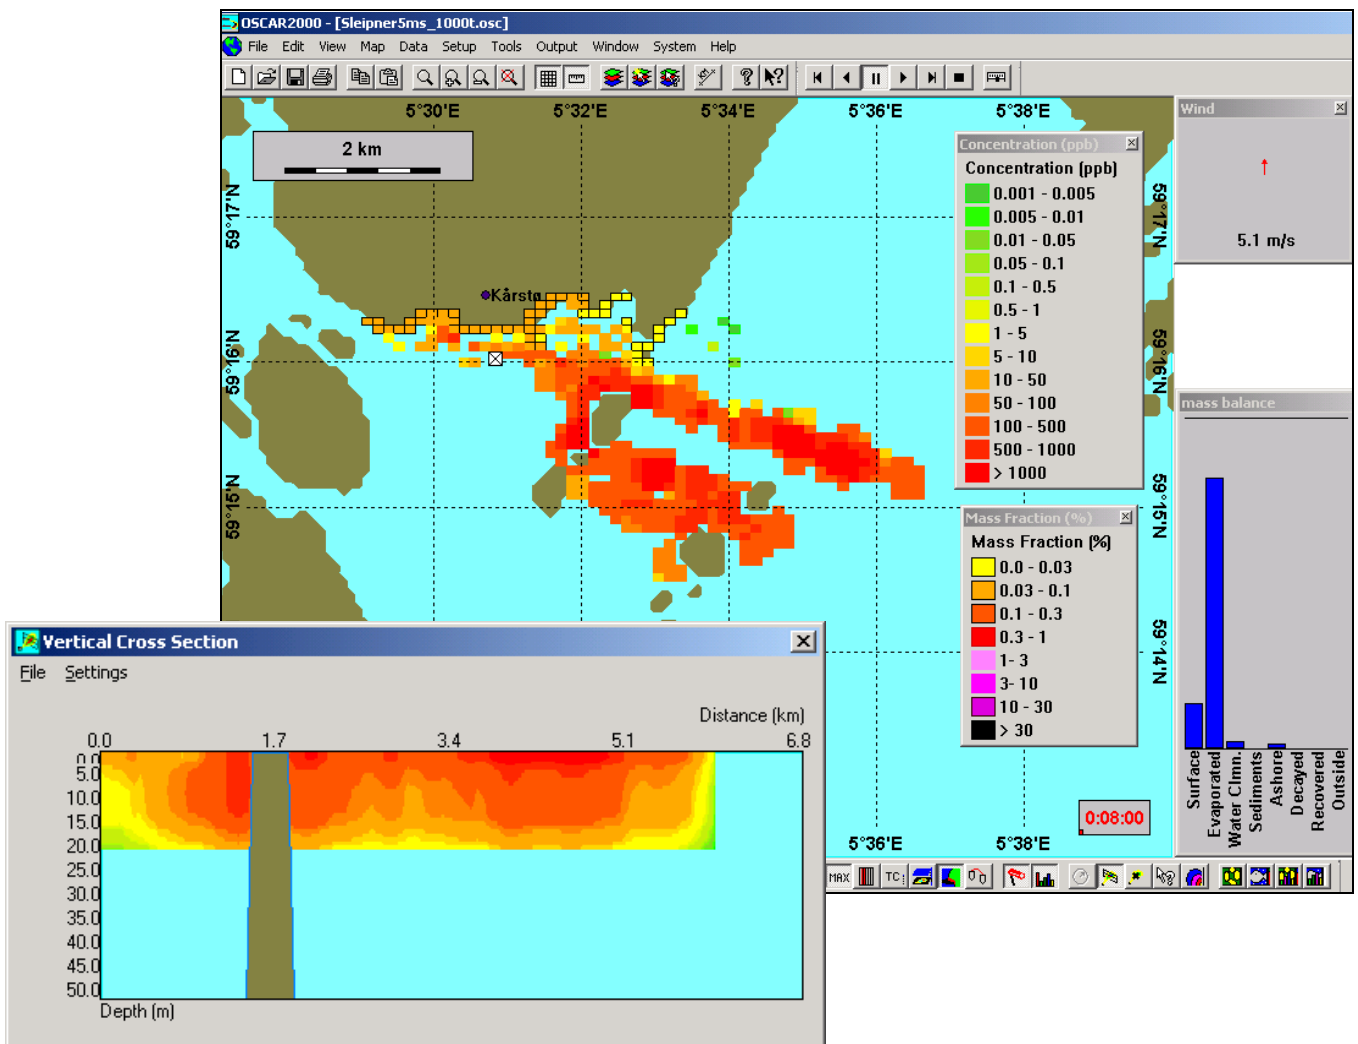 OSCAR2000 - [Sleipner5ms_1000t.osc]
File Edit View Map Data Setup Tools Output Window System Help
5°30'E 5°32'E 5°34'E 5°36'E 5°38'E
2 km
59°17'N
59°16'N
59°15'N
Kårstø
Concentration (ppb)
Concentration (ppb)
0.001 - 0.005
0.005 - 0.01
0.01 - 0.05
0.05 - 0.1
0.1 - 0.5
0.5 - 1
1 - 5
5 - 10
10 - 50
50 - 100
100 - 500
500 - 1000
> 1000
Mass Fraction (%)
Mass Fraction (%)
0.0 - 0.03
0.03 - 0.1
0.1 - 0.3
0.3 - 1
1- 3
3- 10
10 - 30
> 30
59°17'N
59°16'N
59°15'N
59°14'N
0:08:00
5°36'E 5°38'E
MAX TC
Wind
5.1 m/s
mass balance
Surface
Evaporated
Water Clmn.
Sediments
Ashore
Decayed
Recovered
Outside
Vertical Cross Section
File Settings
Distance (km)
0.0 1.7 3.4 5.1 6.8
0.0
5.0
10.0
15.0
20.0
25.0
30.0
35.0
40.0
45.0
50.0
Depth (m)